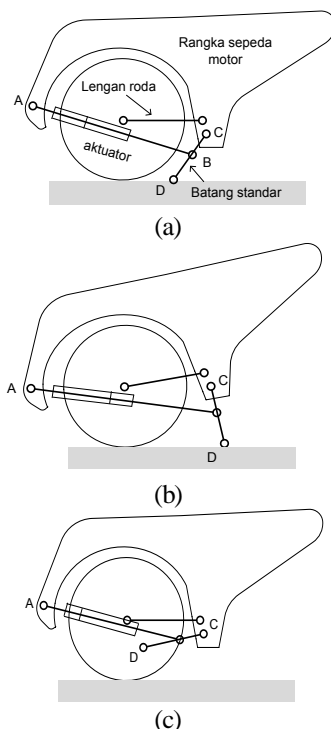 Rangka sepeda
motor
A
Lengan roda
C
aktuator
B
D
Batang standar
(a)
A
C
D
(b)
A
C
D
(c)